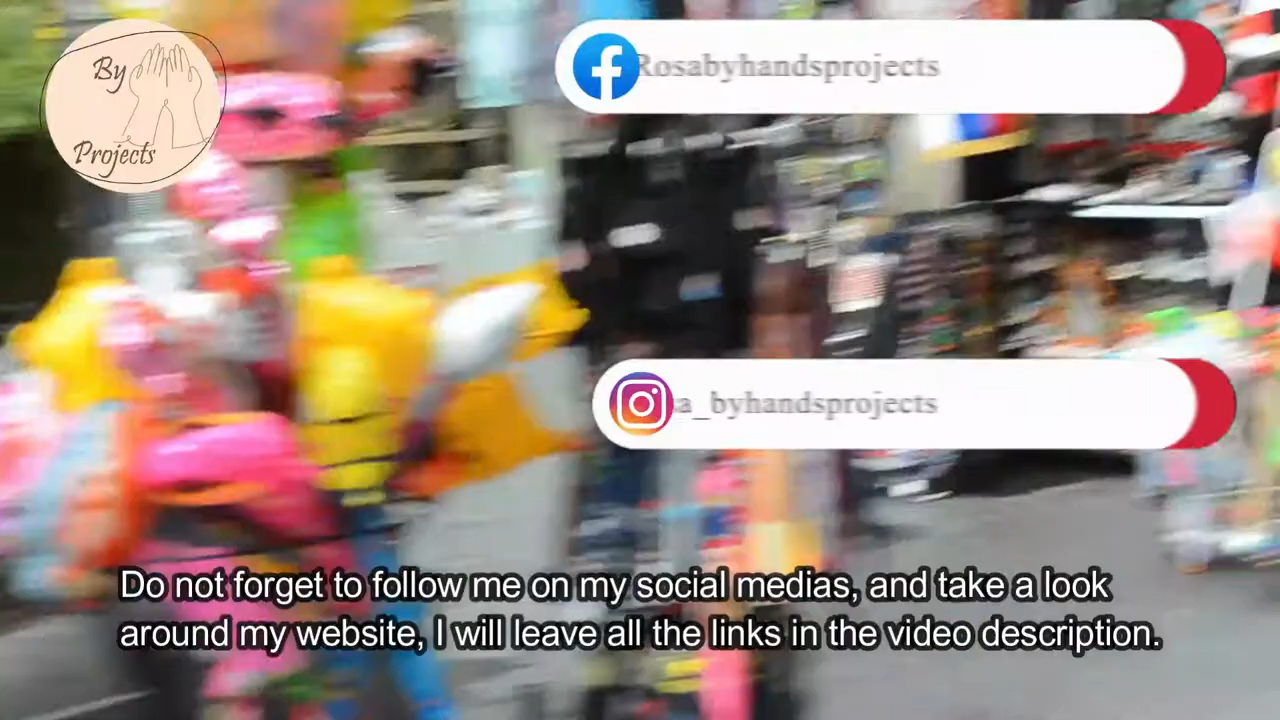 By
Projects
Rosabyhandsprojects
sa_byhandsprojects
Do not forget to follow me on my social medias, and take a look
around my website, I will leave all the links in the video description.